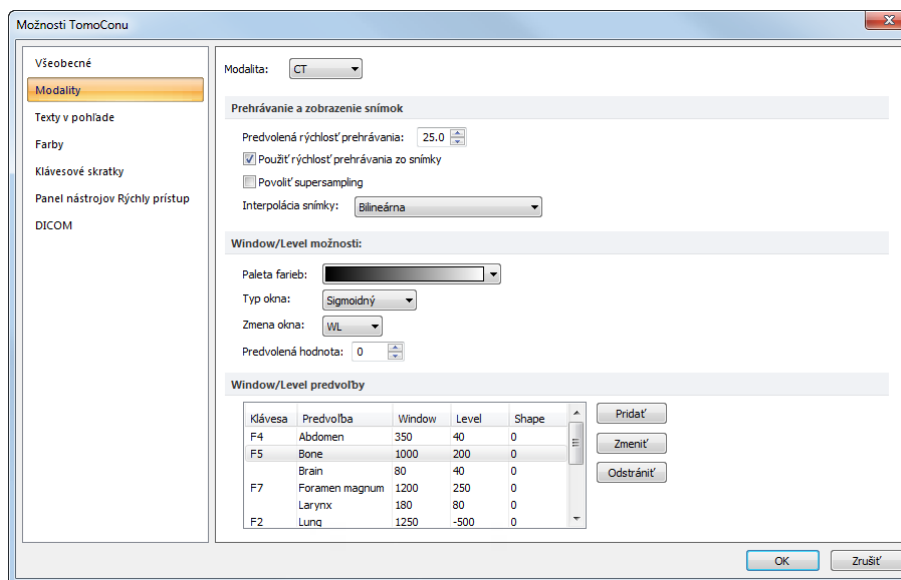 Možnosti TomoConu
Všeobecné
Modality
Texty v pohľade
Farby
Klávesové skratky
Panel nástrojov Rýchly prístup
DICOM
Modalita: CT
Prehrávanie a zobrazenie snímok
Predvolená rýchlosť prehrávania: 25.0
Použiť rýchlosť prehrávania zo snímky
Povoliť supersampling
Interpolácia snímky: Bilineárna
Window/Level možnosti:
Paleta farieb:
Typ okna: Sigmoidný
Zmena okna: WL
Predvolená hodnota: 0
Window/Level predvoľby
Klávesa Predvoľba Window Level Shape
F4 Abdomen 350 40 0
F5 Bone 1000 200 0
Brain 80 40 0
F7 Foramen magnum 1200 250 0
Larynx 180 80 0
F2 Lung 1250 -500 0
Pridať
Zmeniť
Odstrániť
OK Zrušiť